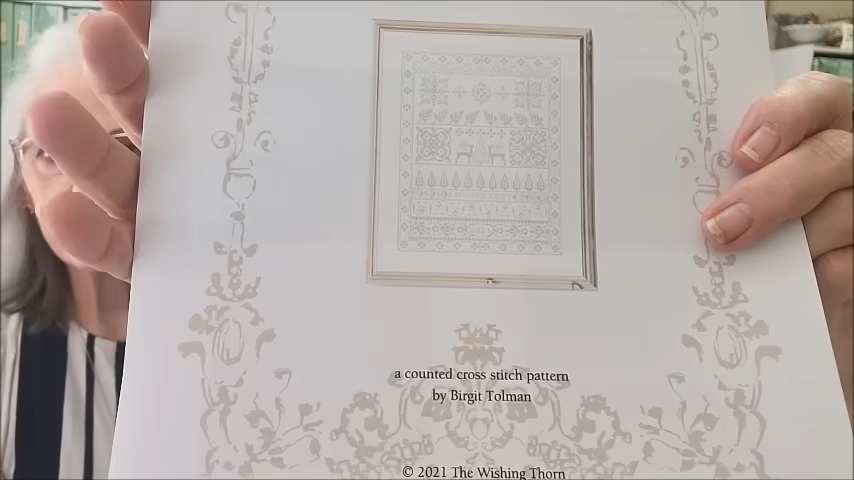 a counted cross stitch pattern
by Birgit Tolman
© 2021 The Wishing Thorn